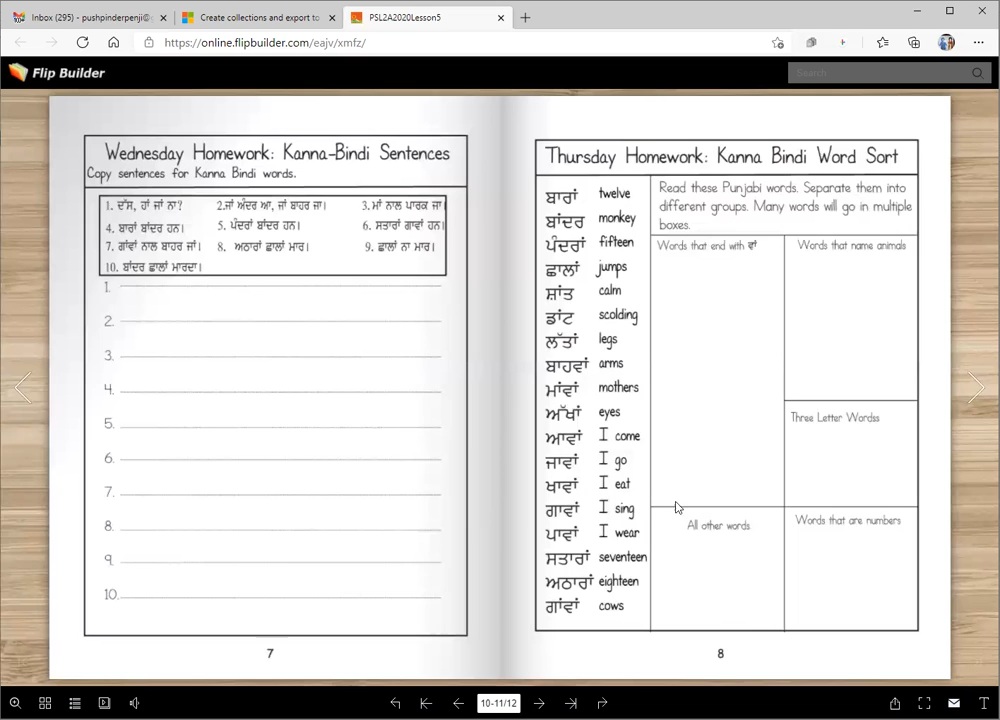 Inbox (295) - pushpinderpenji@
Create collections and export to
PSL2A2020Lesson5
https://online.flipbuilder.com/eajv/xmfz/
Flip Builder
Search
Wednesday Homework: Kanna-Bindi Sentences
Copy sentences for Kanna Bindi words.
1. ਦੱਸ, ਹਾਂ ਜਾਂ ਨਾ? 2.ਜਾਂ ਅੰਦਰ ਆ, ਜਾਂ ਬਾਹਰ ਜਾ। 3.ਮਾਂ ਨਾਲ ਪਾਰਕ ਜਾ।
4. ਬਾਰਾਂ ਬਾਂਦਰ ਹਨ। 5. ਪੰਦਰਾਂ ਬਾਂਦਰ ਹਨ। 6. ਸਤਾਰਾਂ ਗਾਵਾਂ ਹਨ।
7. ਗਾਂਵਾਂ ਨਾਲ ਬਾਹਰ ਜਾਂ। 8. ਅਠਾਰਾਂ ਛਾਲਾਂ ਮਾਰ। 9. ਛਾਲਾਂ ਨਾ ਮਾਰ।
10. ਬਾਂਦਰ ਛਾਲਾਂ ਮਾਰਦਾ।
1.
2.
3.
4.
5.
6.
7.
8.
9.
10.
7
Thursday Homework: Kanna Bindi Word Sort
ਬਾਰਾਂ twelve
ਬਾਂਦਰ monkey
ਪੰਦਰਾਂ fifteen
ਛਾਲਾਂ jumps
ਸ਼ਾਂਤ calm
ਡਾਂਟ scolding
ਲੱਤਾਂ legs
ਬਾਹਵਾਂ arms
ਮਾਂਵਾਂ mothers
ਅੱਖਾਂ eyes
ਆਵਾਂ I come
ਜਾਵਾਂ I go
ਖਾਵਾਂ I eat
ਗਾਵਾਂ I sing
ਪਾਵਾਂ I wear
ਸਤਾਰਾਂ seventeen
ਅਠਾਰਾਂ eighteen
ਗਾਂਵਾਂ cows
Read these Punjabi words. Separate them into
different groups. Many words will go in multiple
boxes.
Words that end with ਵਾਂ
Words that name animals
Three Letter Wordss
All other words
Words that are numbers
8
10-11/12